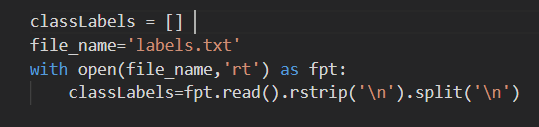 classLabels = []
file_name='labels.txt'
with open(file_name,'rt') as fpt:
    classLabels=fpt.read().rstrip('\n').split('\n')